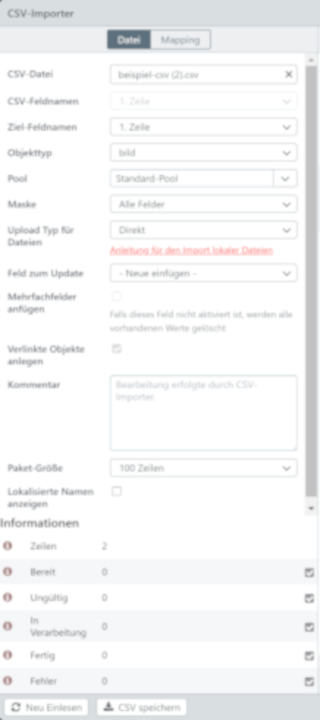 CSV-Importer
Datei Mapping
CSV-Datei beispiel-csv (2).csv
CSV-Feldnamen 1. Zeile
Ziel-Feldnamen 1. Zeile
Objekttyp bild
Pool Standard-Pool
Maske Alle Felder
Upload Typ für Direkt
Dateien
Anleitung für den Import lokaler Dateien
Feld zum Update - Neue einfügen -
Mehrfachfelder
anfügen
Falls dieses Feld nicht aktiviert ist, werden alle
vorhandenen Werte gelöscht
Verlinkte Objekte
anlegen
Kommentar Bearbeitung erfolgte durch CSV-
Importer
Paket-Größe 100 Zeilen
Lokalisierte Namen
anzeigen
Informationen
Zeilen 2
Bereit 0
Ungültig 0
In
Verarbeitung 0
Fertig 0
Fehler 0
Neu Einlesen CSV speichern